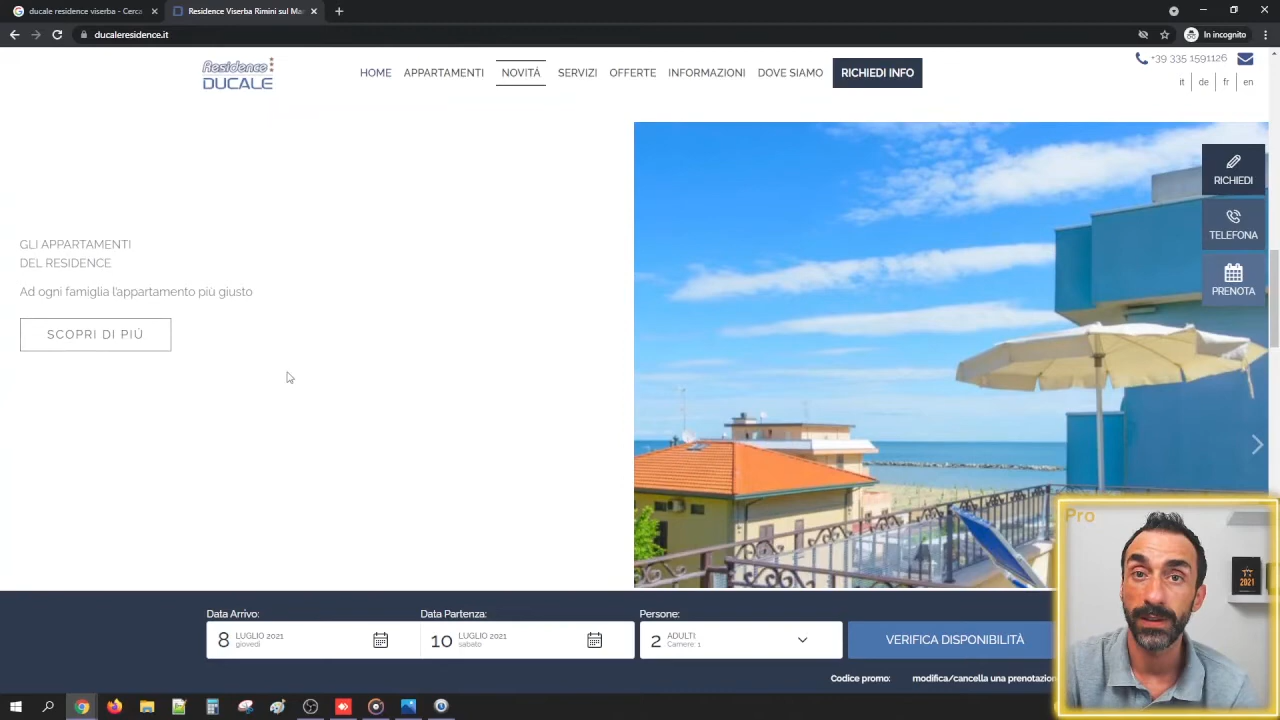 ducale residence - Cerca
Residence Viserba Rimini sul Ma
ducaleresidence.it
In incognito
Residence
DUCALE
HOME
APPARTAMENTI
NOVITÁ
SERVIZI
OFFERTE
INFORMAZIONI
DOVE SIAMO
RICHIEDI INFO
+39 335 1591126
it
de
fr
en
RICHIEDI
TELEFONA
PRENOTA
GLI APPARTAMENTI
DEL RESIDENCE
Ad ogni famiglia l'appartamento più giusto
SCOPRI DI PIÙ
Pro
2021
Data Arrivo:
Data Partenza:
Persone:
8 LUGLIO 2021
giovedì
10 LUGLIO 2021
sabato
2 ADULTI:
Camere: 1
VERIFICA DISPONIBILITÀ
Codice promo:
modifica/cancella una prenotazion